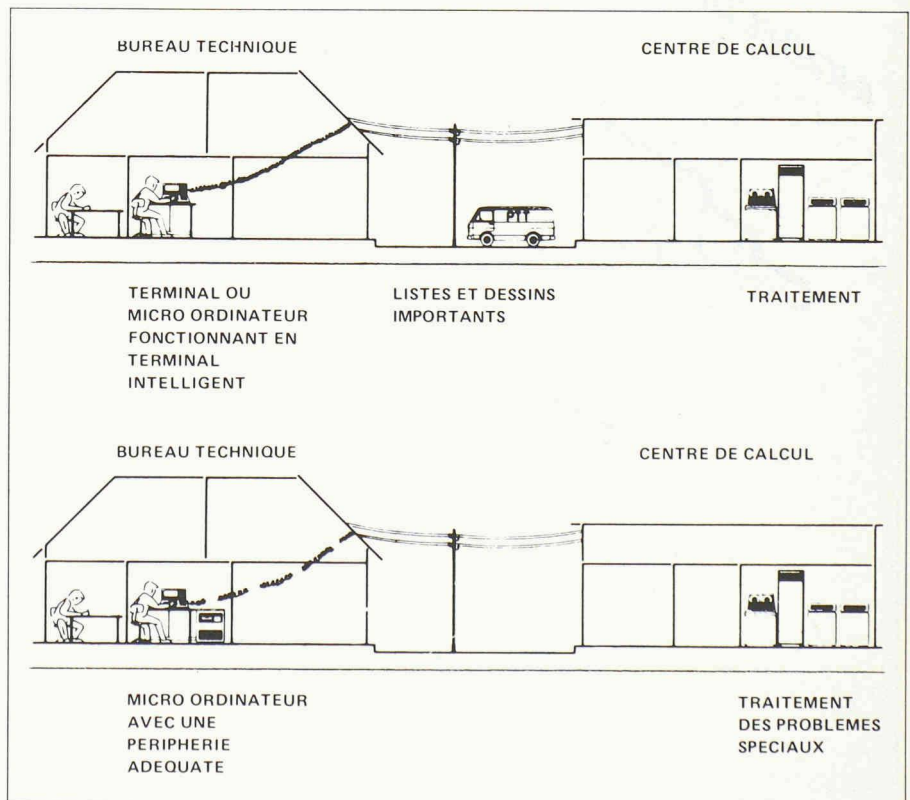 BUREAU TECHNIQUE
CENTRE DE CALCUL
PTT
TERMINAL OU
MICRO ORDINATEUR
FONCTIONNANT EN
TERMINAL
INTELLIGENT
LISTES ET DESSINS
IMPORTANTS
TRAITEMENT
BUREAU TECHNIQUE
CENTRE DE CALCUL
MICRO ORDINATEUR
AVEC UNE
PERIPHERIE
ADEQUATE
TRAITEMENT
DES PROBLEMES
SPECIAUX